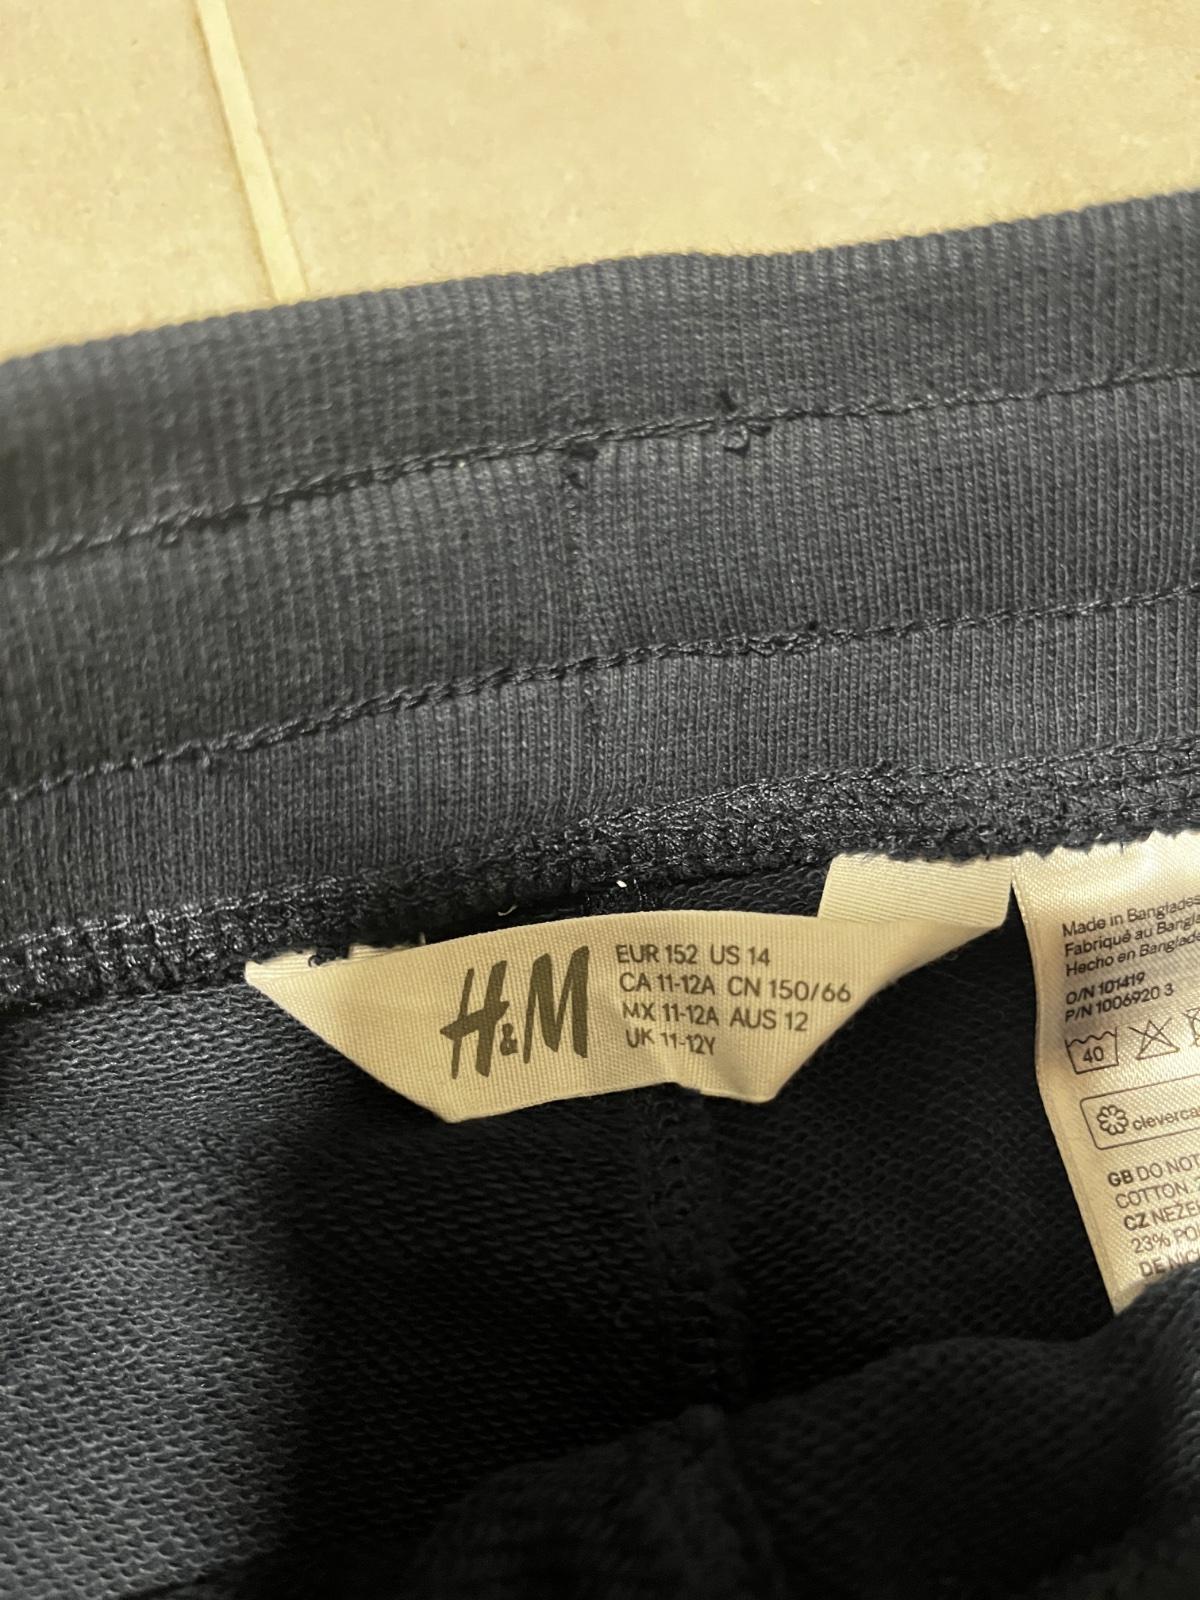 H&M
EUR 152 US 14
CA 11-12A CN 150/66
MX 11-12A AUS 12
UK 11-12Y
Made in Banglades
Fabriqué au Bangla
Hecho en Banglade
O/N 101419
P/N 1006920 3
40
cleverca
GB DO NOT
COTTON
CZ NEŽE
23% PO
DE NIC